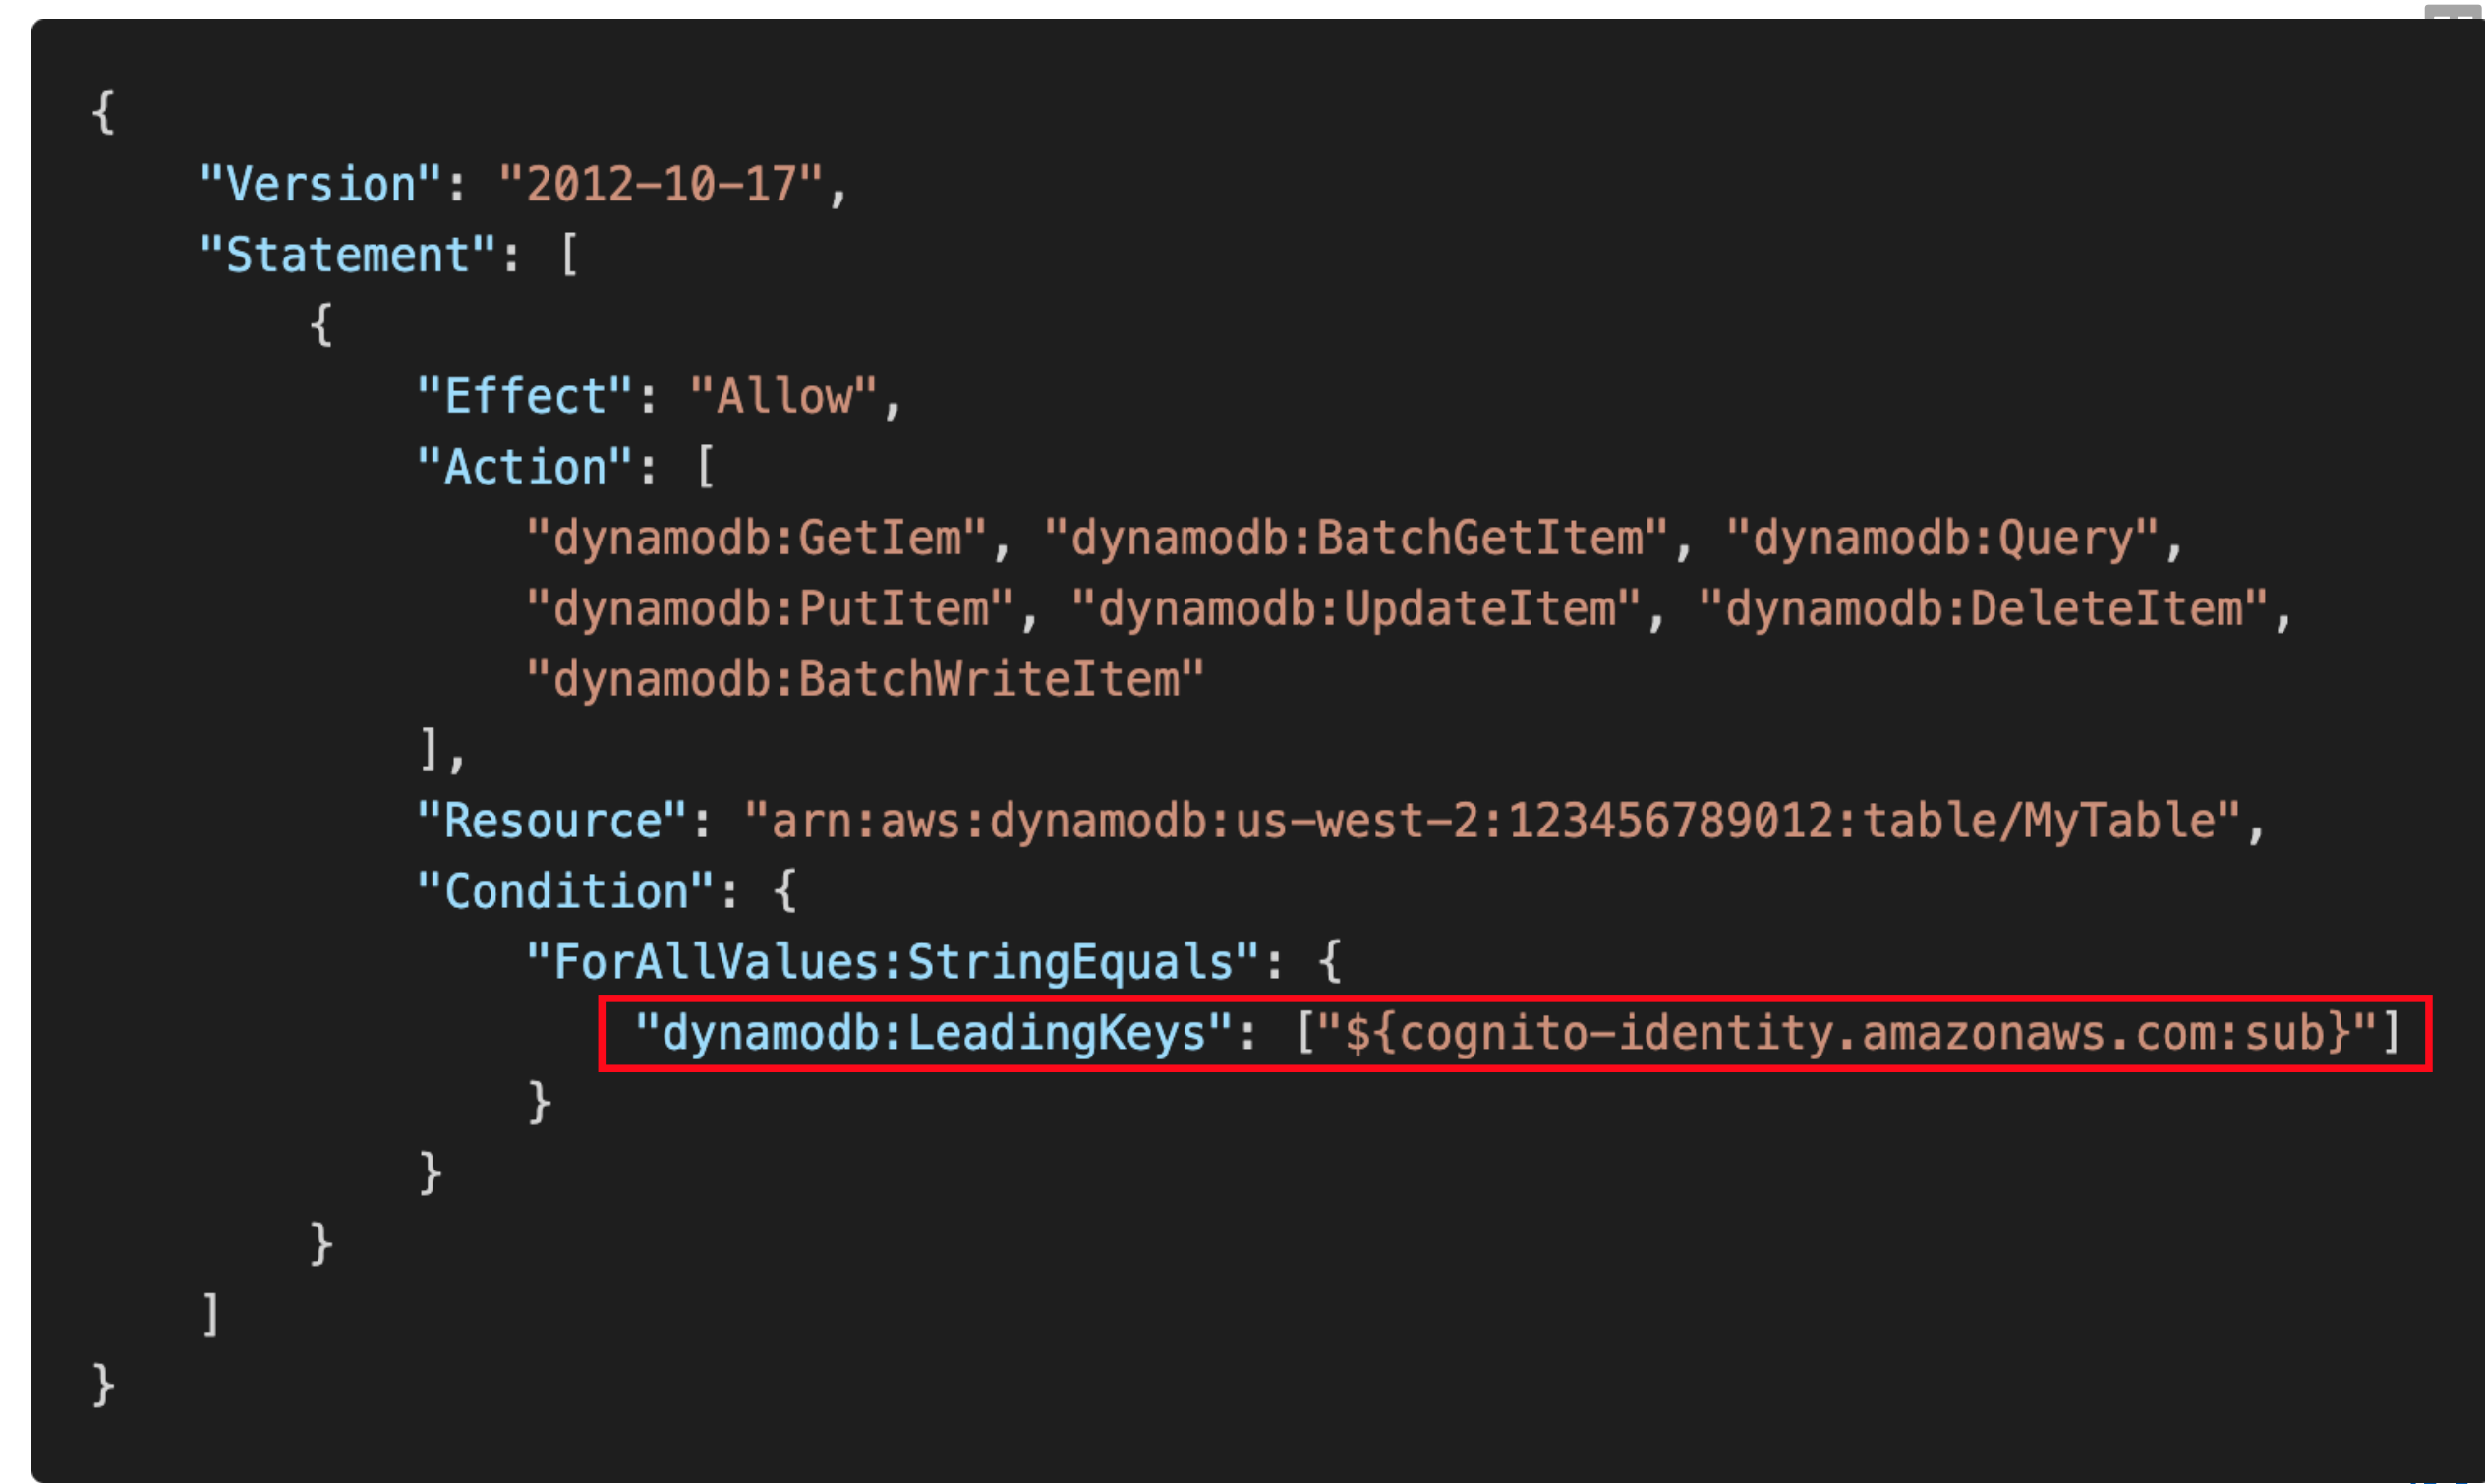 {
"Version": "2012-10-17",
"Statement": [
{
"Effect": "Allow",
"Action": [
"dynamodb:GetIem", "dynamodb:BatchGetItem", "dynamodb:Query",
"dynamodb:PutItem", "dynamodb:UpdateItem", "dynamodb:DeleteItem",
"dynamodb:BatchWriteItem"
],
"Resource": "arn:aws:dynamodb:us-west-2:123456789012:table/MyTable",
"Condition": {
"ForAllValues:StringEquals": {
"dynamodb:LeadingKeys": ["${cognito-identity.amazonaws.com:sub}"]
}
}
}
]
}